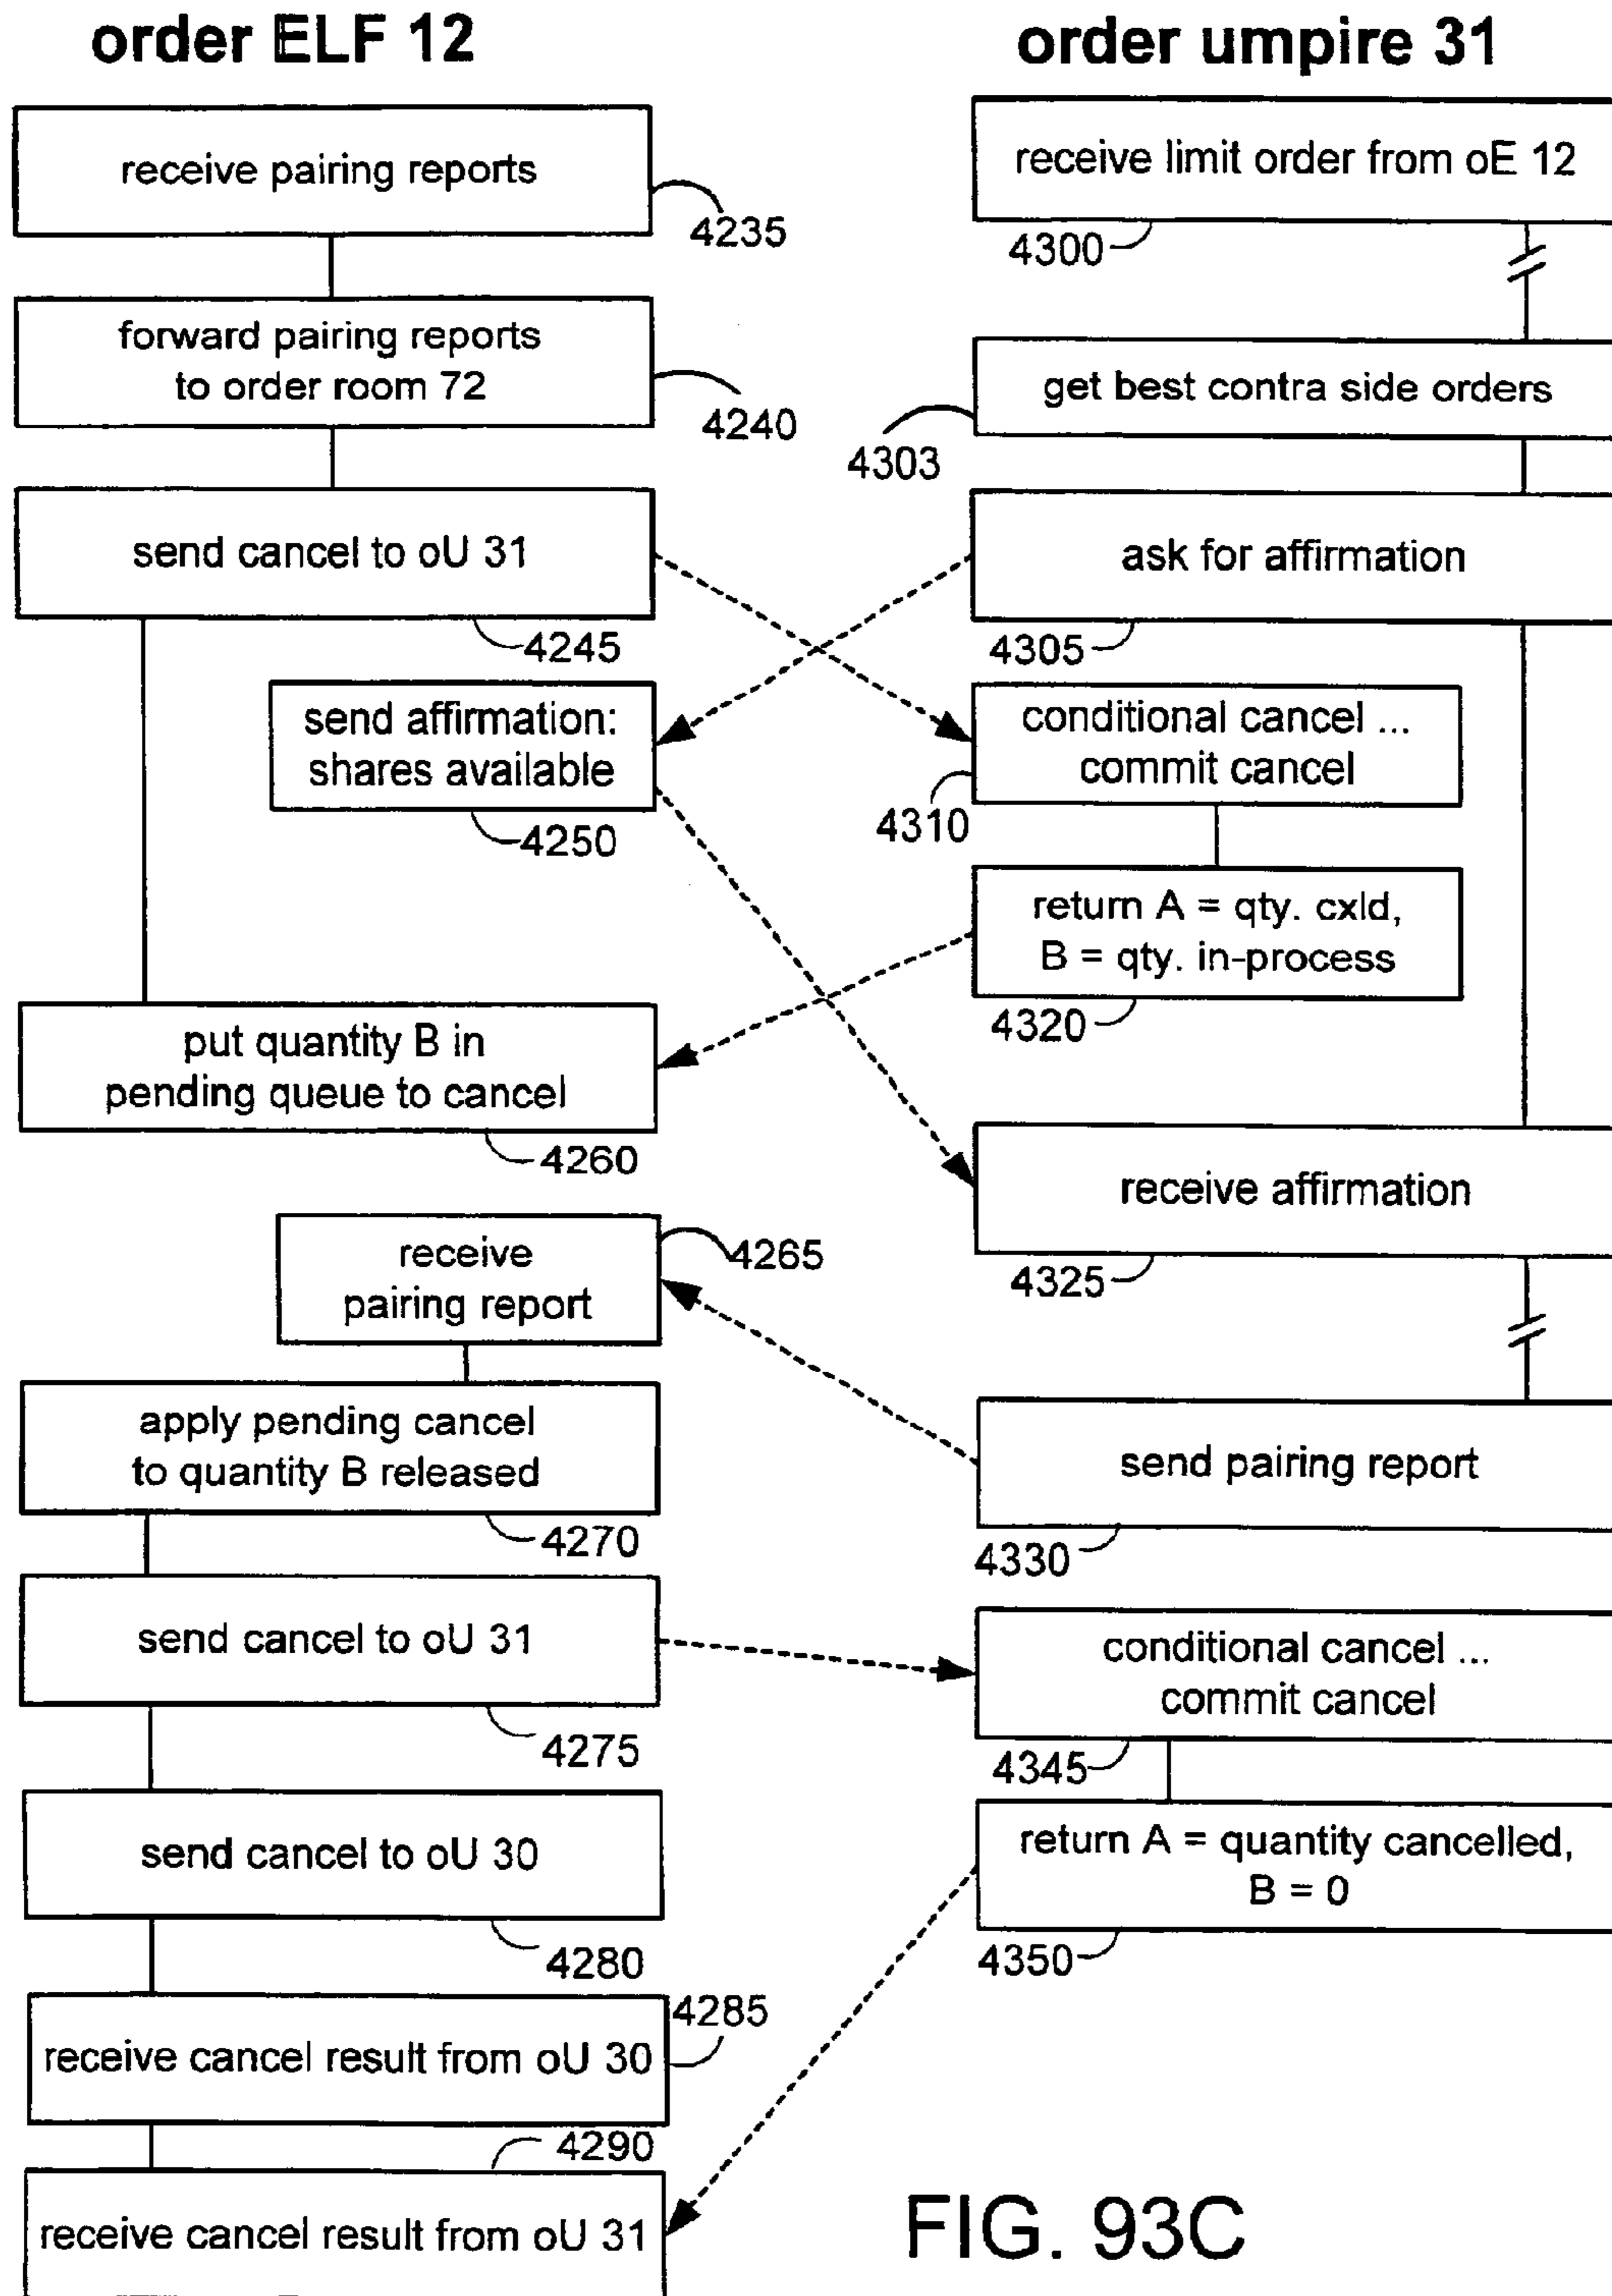 order ELF 12
order umpire 31
receive pairing reports
4235
forward pairing reports
to order room 72
4240
send cancel to oU 31
4245
send affirmation:
shares available
4250
put quantity B in
pending queue to cancel
4260
receive
pairing report
4265
apply pending cancel
to quantity B released
4270
send cancel to oU 31
4275
send cancel to oU 30
4280
receive cancel result from oU 30
4285
4290
receive cancel result from oU 31
receive limit order from oE 12
4300
get best contra side orders
4303
ask for affirmation
4305
conditional cancel ...
commit cancel
4310
return A = qty. cxld,
B = qty. in-process
4320
receive affirmation
4325
send pairing report
4330
conditional cancel ...
commit cancel
4345
return A = quantity cancelled,
B = 0
4350
FIG. 93C